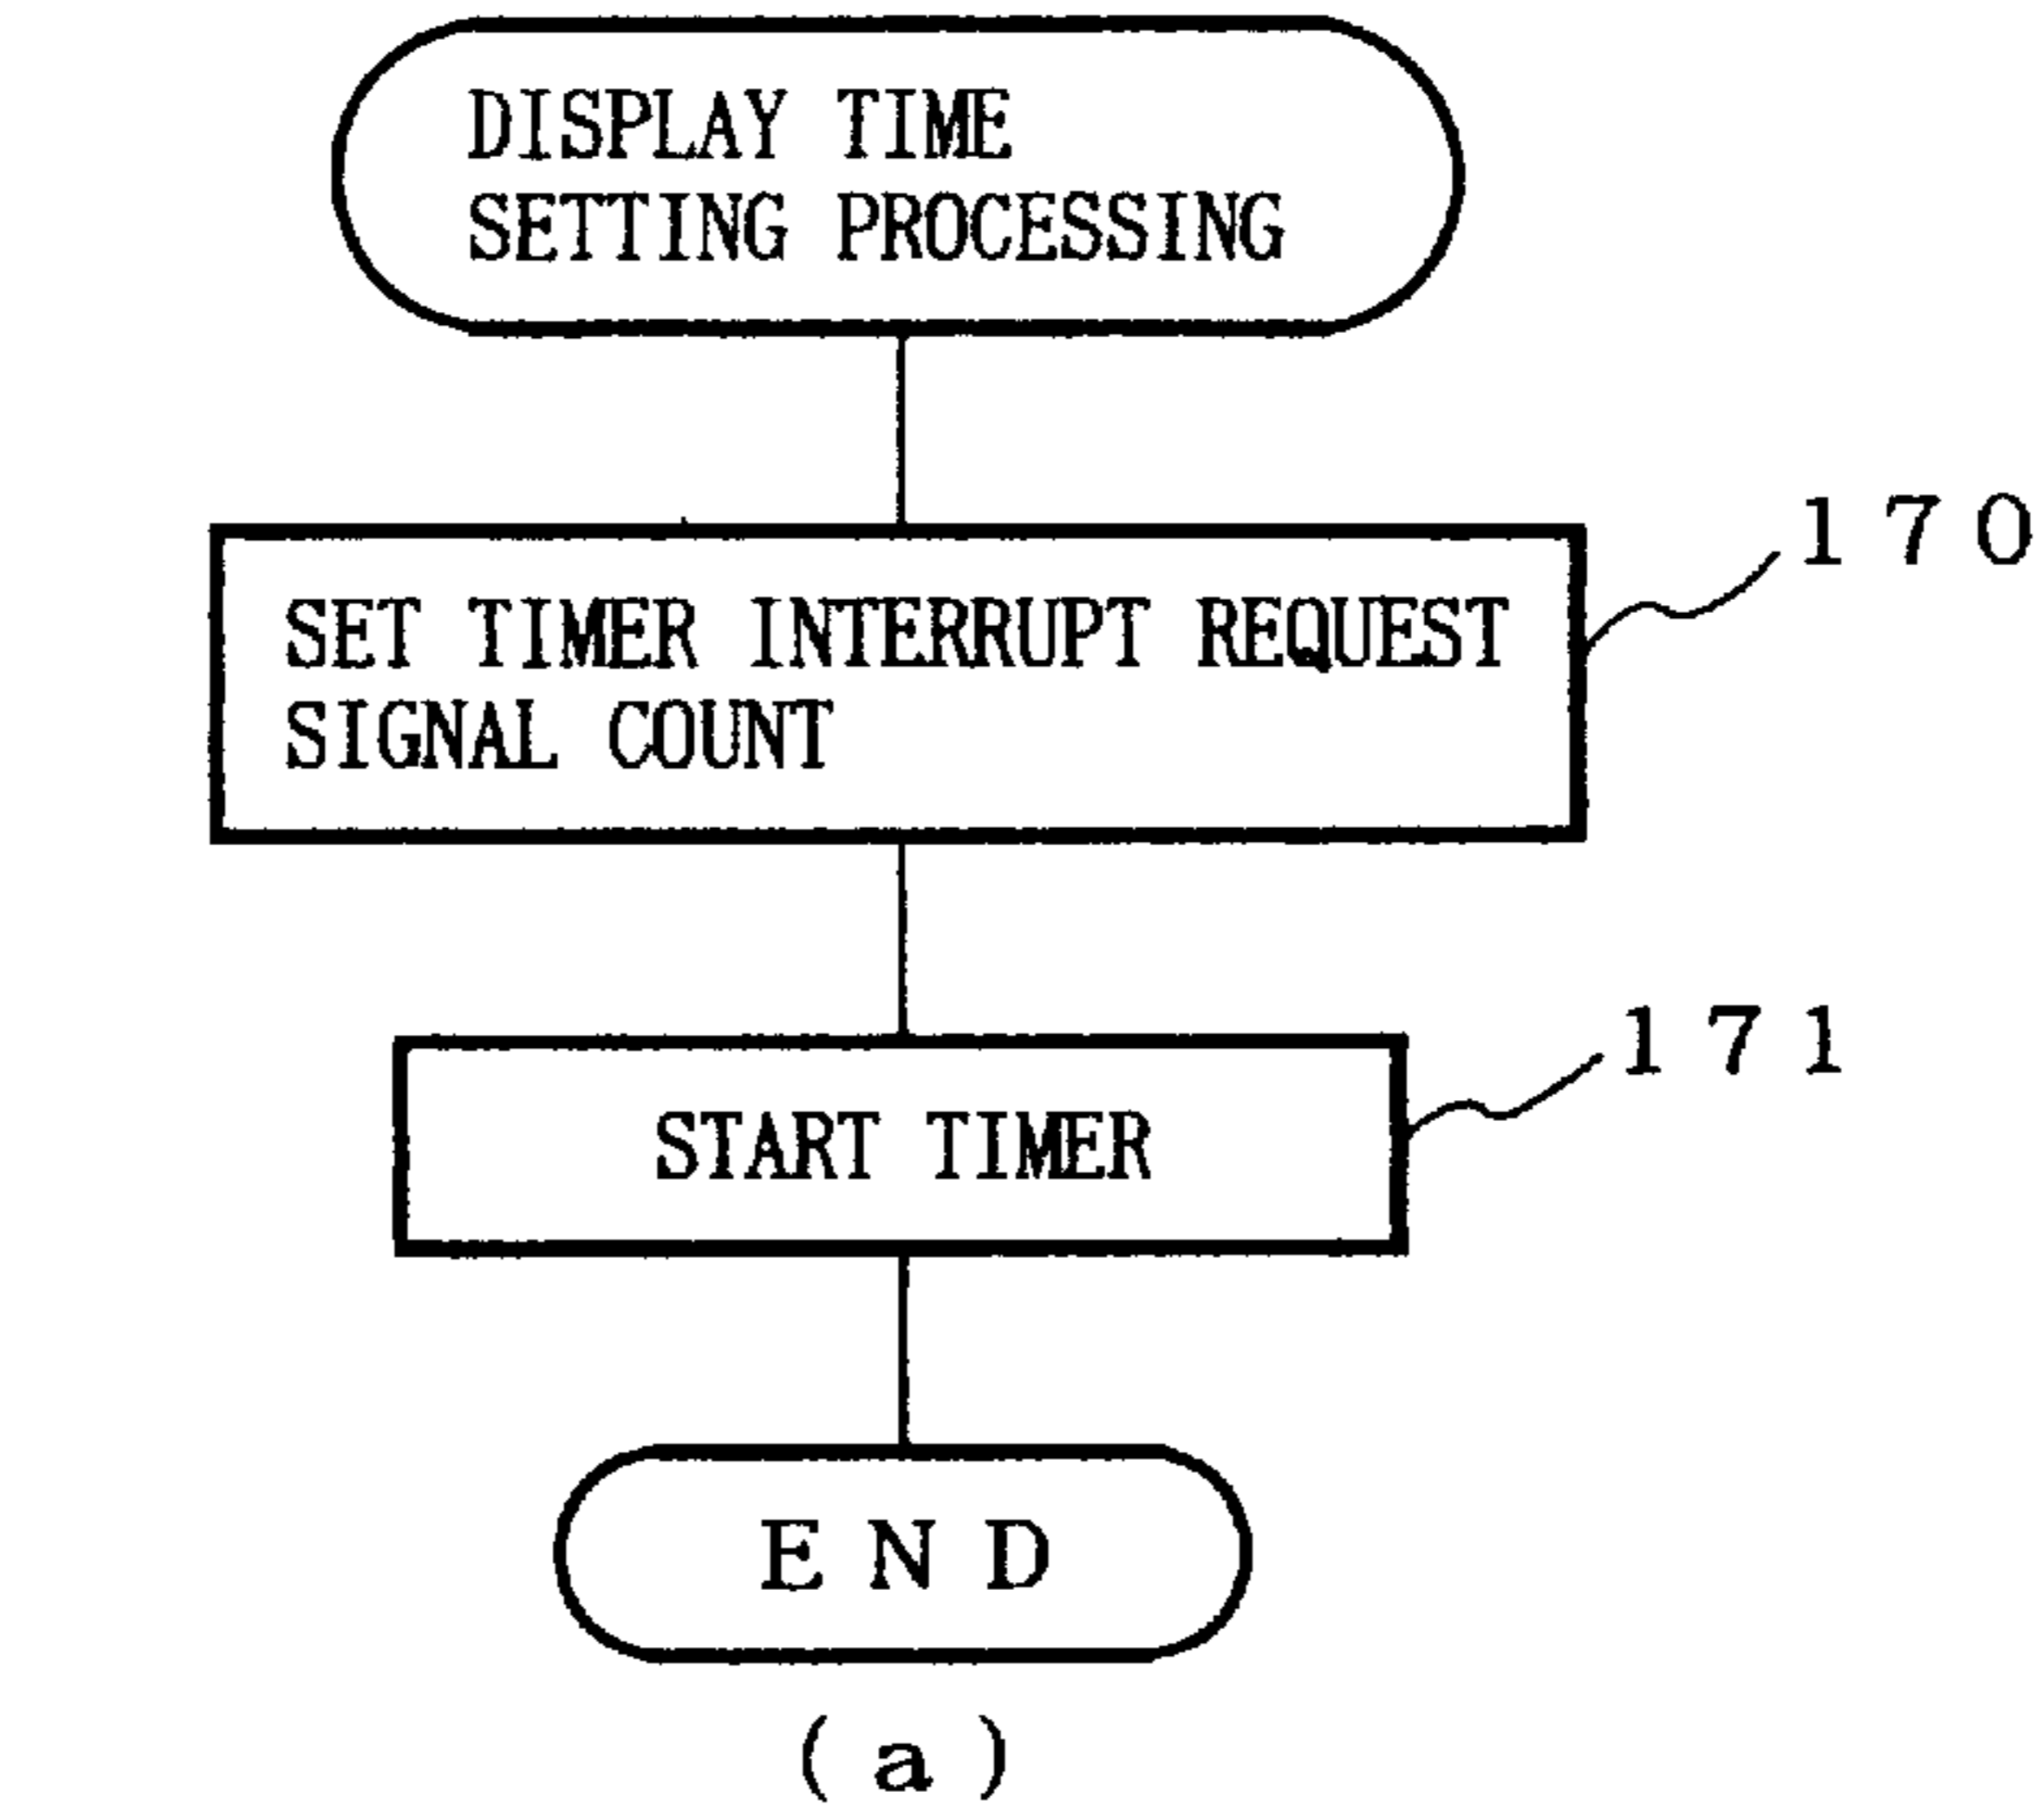 DISPLAY TIME
SETTING PROCESSING
170
SET TIMER INTERRUPT REQUEST
SIGNAL COUNT
171
START TIMER
END
(a)